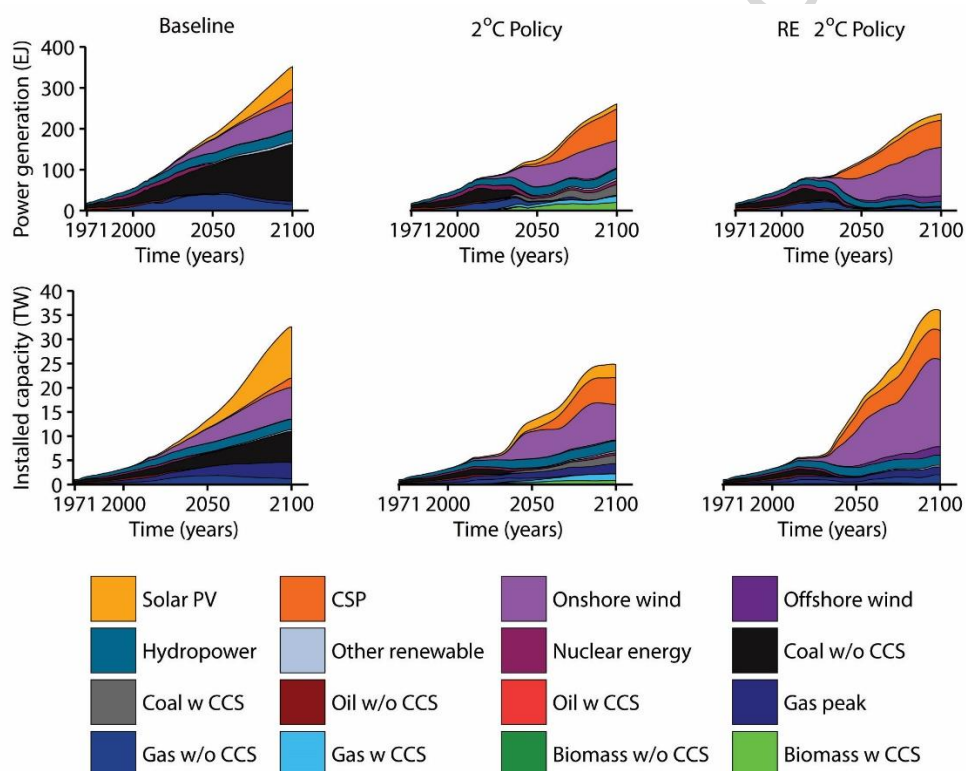 Baseline 2°C Policy RE 2°C Policy
Power generation (EJ)
400
300
200
100
0
1971 2000 2050 2100 1971 2000 2050 2100 1971 2000 2050 2100
Time (years) Time (years) Time (years)
Installed capacity (TW)
40
35
30
25
20
15
10
5
0
1971 2000 2050 2100 1971 2000 2050 2100 1971 2000 2050 2100
Time (years) Time (years) Time (years)
Solar PV CSP Onshore wind Offshore wind
Hydropower Other renewable Nuclear energy Coal w/o CCS
Coal w CCS Oil w/o CCS Oil w CCS Gas peak
Gas w/o CCS Gas w CCS Biomass w/o CCS Biomass w CCS